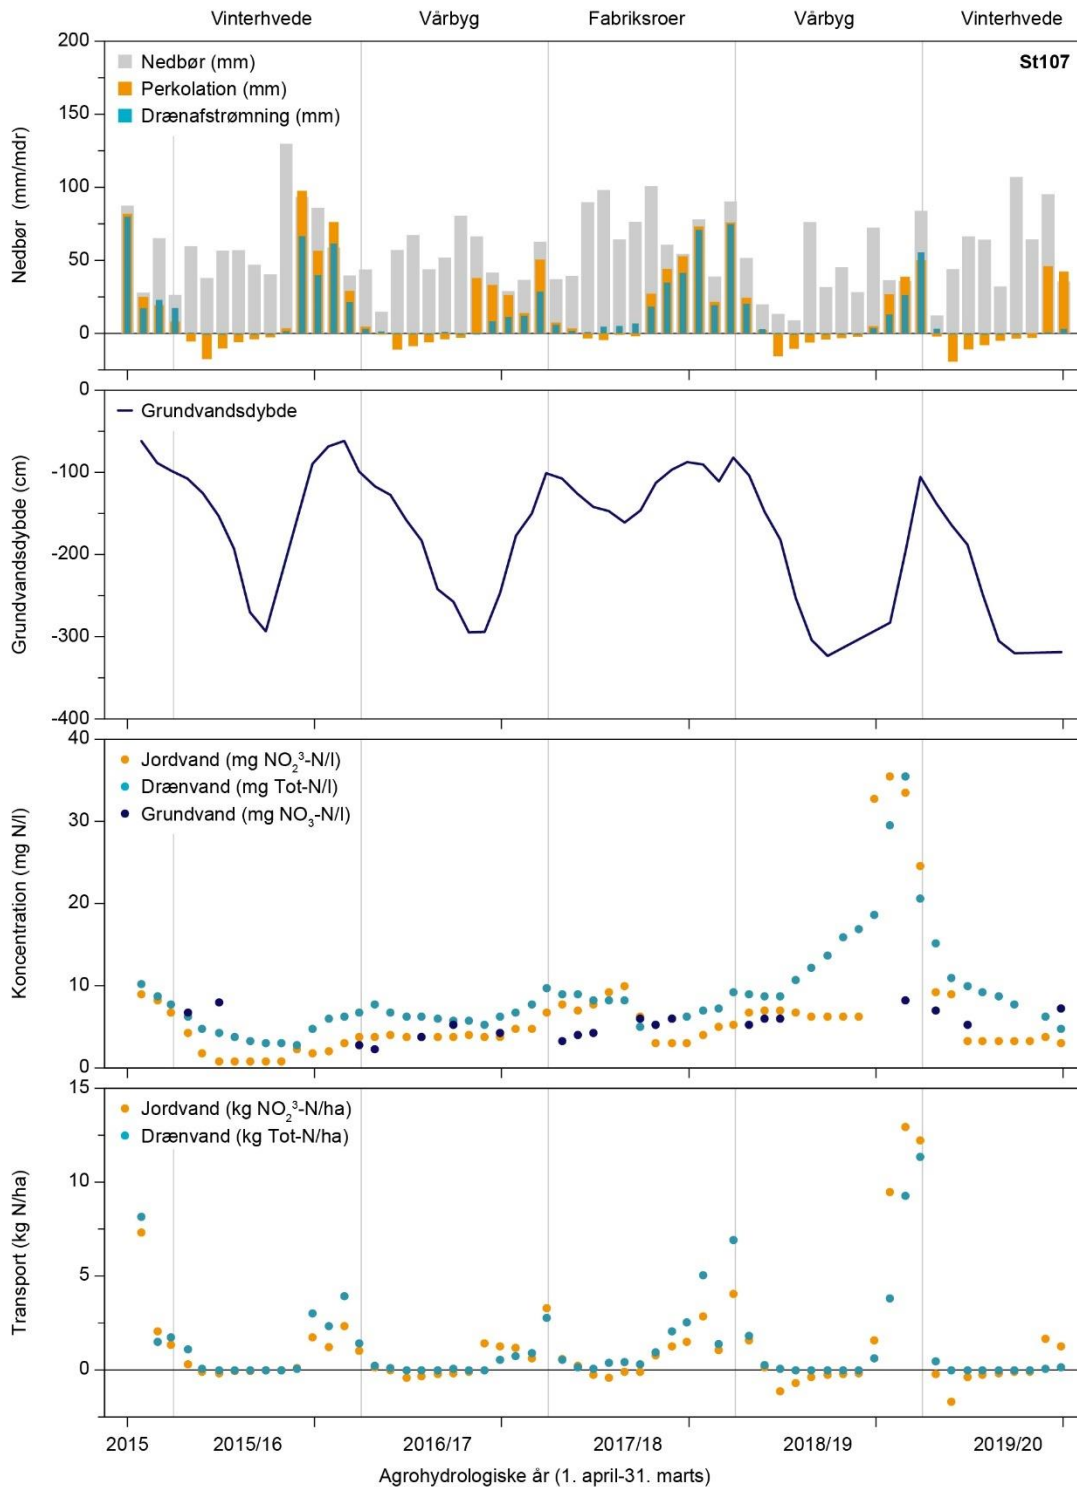 Vinterhvede Vårbyg Fabriksroer Vårbyg Vinterhvede
St107
Nedbør (mm)
Perkolation (mm)
Drænafstrømning (mm)
Nedbør (mm/mdr)
200
150
100
50
0
Grundvandsdybde
Grundvandsdybde (cm)
0
-100
-200
-300
-400
Jordvand (mg NO₂³-N/l)
Drænvand (mg Tot-N/l)
Grundvand (mg NO₃-N/l)
Koncentration (mg N/l)
40
30
20
10
0
Jordvand (kg NO₂³-N/ha)
Drænvand (kg Tot-N/ha)
Transport (kg N/ha)
15
10
5
0
2015 2015/16 2016/17 2017/18 2018/19 2019/20
Agrohydrologiske år (1. april-31. marts)